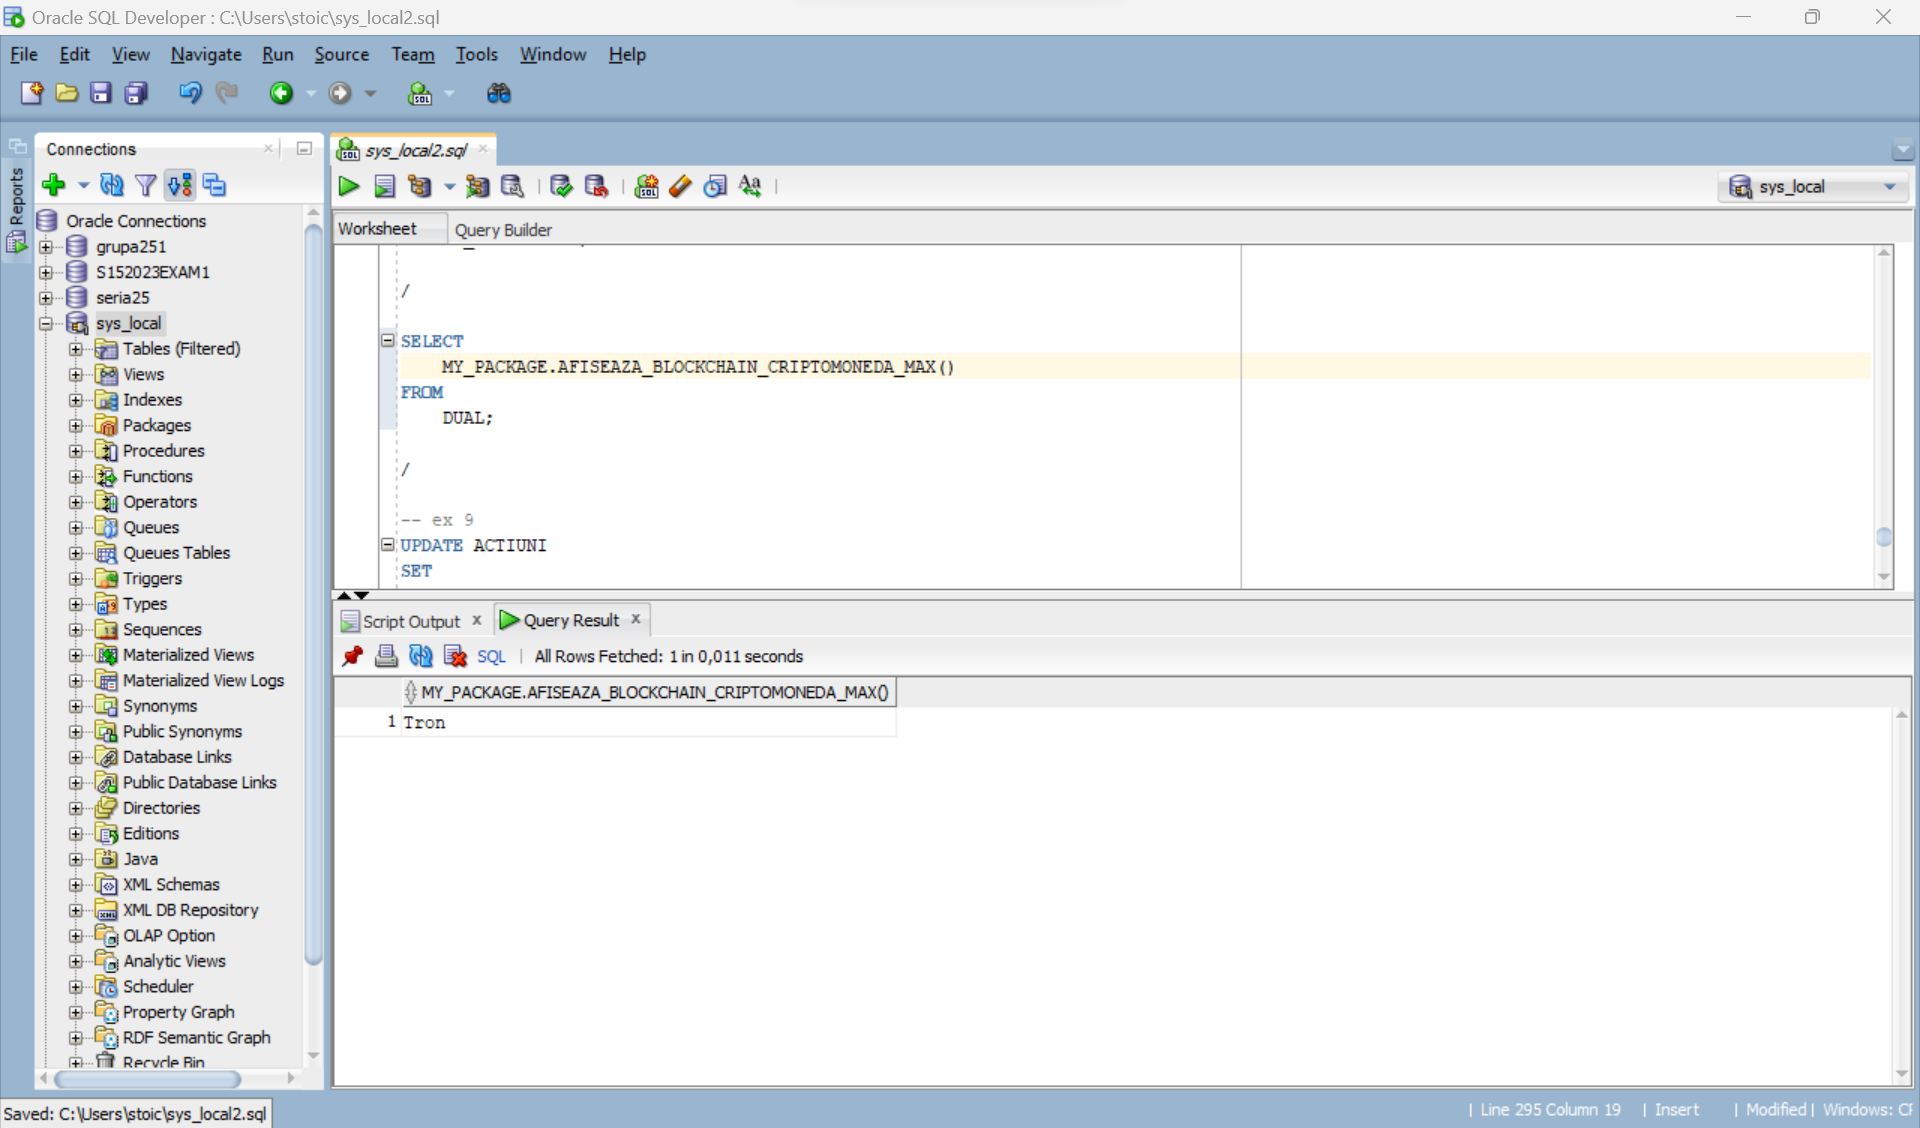 Oracle SQL Developer : C:\Users\stoic\sys_local2.sql
File Edit View Navigate Run Source Team Tools Window Help
Reports
Connections
Oracle Connections
grupa251
S152023EXAM1
seria25
sys_local
Tables (Filtered)
Views
Indexes
Packages
Procedures
Functions
Operators
Queues
Queues Tables
Triggers
Types
Sequences
Materialized Views
Materialized View Logs
Synonyms
Public Synonyms
Database Links
Public Database Links
Directories
Editions
Java
XML Schemas
XML DB Repository
OLAP Option
Analytic Views
Scheduler
Property Graph
RDF Semantic Graph
Recycle Bin
sys_local2.sql
sys_local
Worksheet Query Builder
/
SELECT
MY_PACKAGE.AFISEAZA_BLOCKCHAIN_CRIPTOMONEDA_MAX()
FROM
DUAL;
/
-- ex 9
UPDATE ACTIUNI
SET
Script Output Query Result
SQL | All Rows Fetched: 1 in 0,011 seconds
MY_PACKAGE.AFISEAZA_BLOCKCHAIN_CRIPTOMONEDA_MAX()
1 Tron
Saved: C:\Users\stoic\sys_local2.sql
| Line 295 Column 19 | Insert | Modified | Windows: